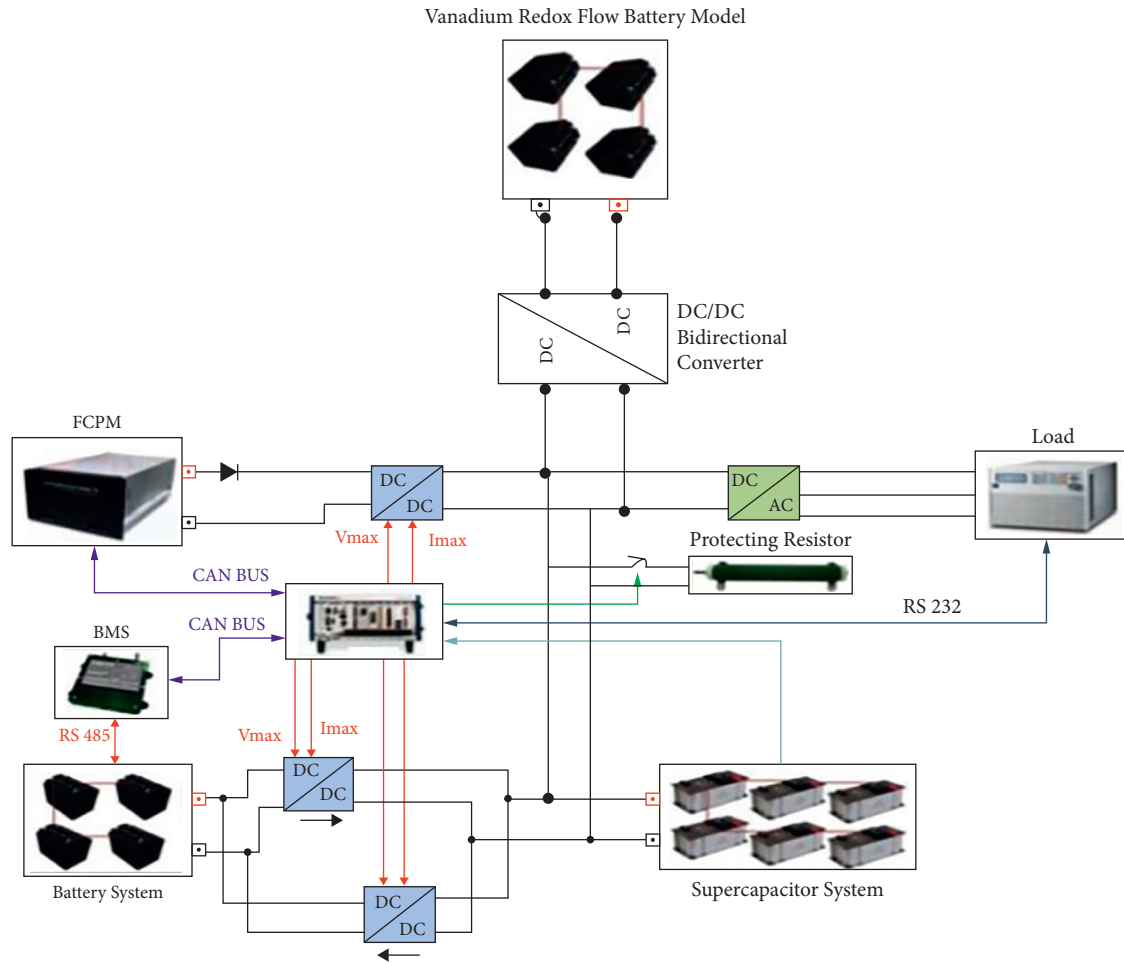 Vanadium Redox Flow Battery Model
DC
DC
DC/DC
Bidirectional
Converter
FCPM
Load
DC
DC
DC
AC
Vmax
Imax
Protecting Resistor
CAN BUS
RS 232
CAN BUS
BMS
RS 485
Vmax
Imax
DC
DC
Battery System
DC
DC
Supercapacitor System